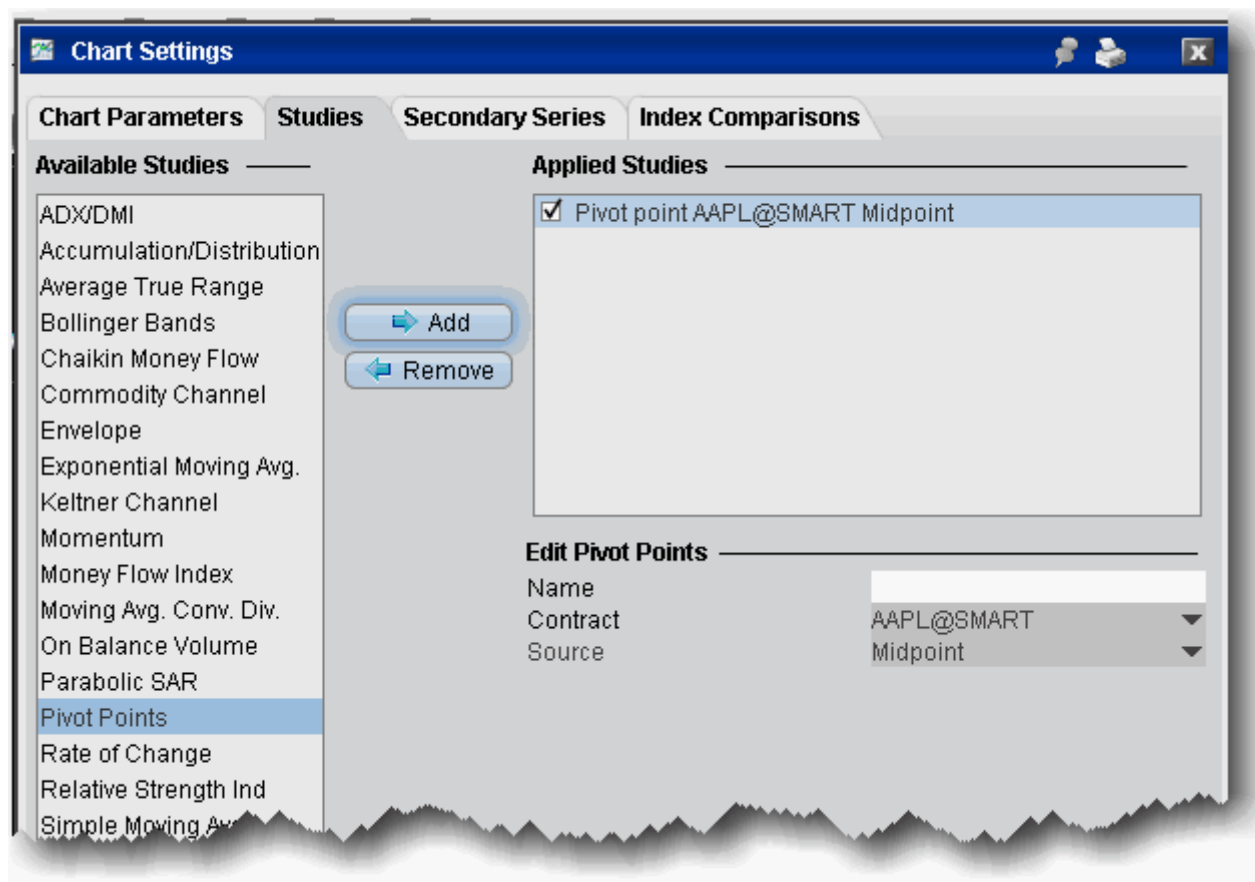 Chart Settings
Chart Parameters Studies Secondary Series Index Comparisons
Available Studies
ADX/DMI
Accumulation/Distribution
Average True Range
Bollinger Bands
Chaikin Money Flow
Commodity Channel
Envelope
Exponential Moving Avg.
Keltner Channel
Momentum
Money Flow Index
Moving Avg. Conv. Div.
On Balance Volume
Parabolic SAR
Pivot Points
Rate of Change
Relative Strength Ind
Simple Moving
Add
Remove
Applied Studies
Pivot point AAPL@SMART Midpoint
Edit Pivot Points
Name
Contract AAPL@SMART
Source Midpoint